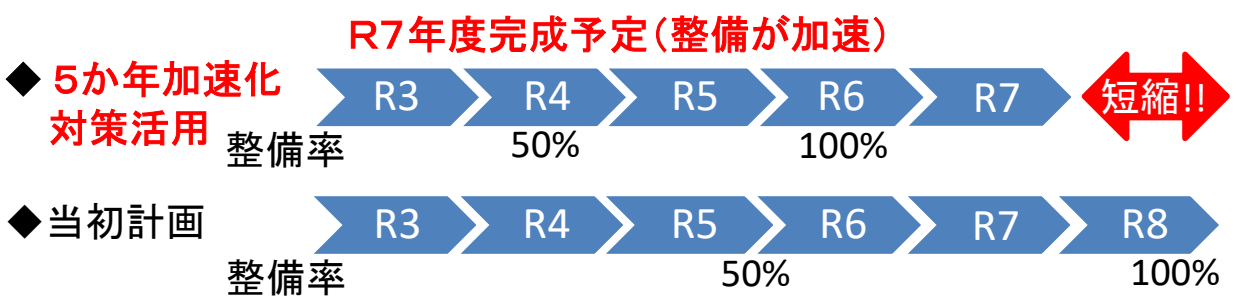 R7年度完成予定(整備が加速)
◆ 5か年加速化
対策活用
R3 R4 R5 R6 R7 短縮!!
整備率 50% 100%
◆当初計画
R3 R4 R5 R6 R7 R8
整備率 50% 100%